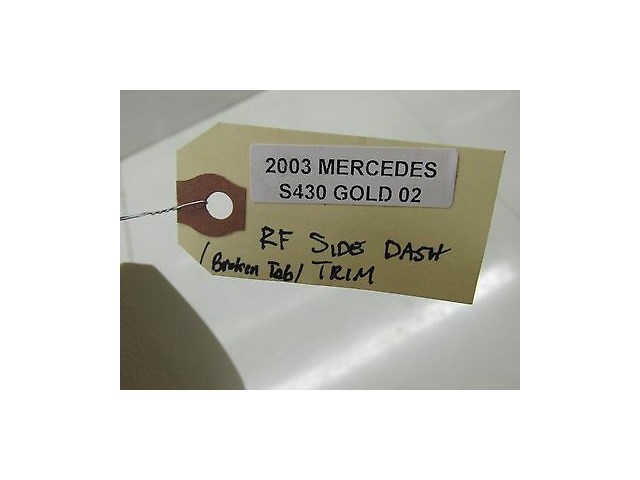 2003 MERCEDES
S430 GOLD 02
RF SIDE DASH
/Broken Tab/ TRIM